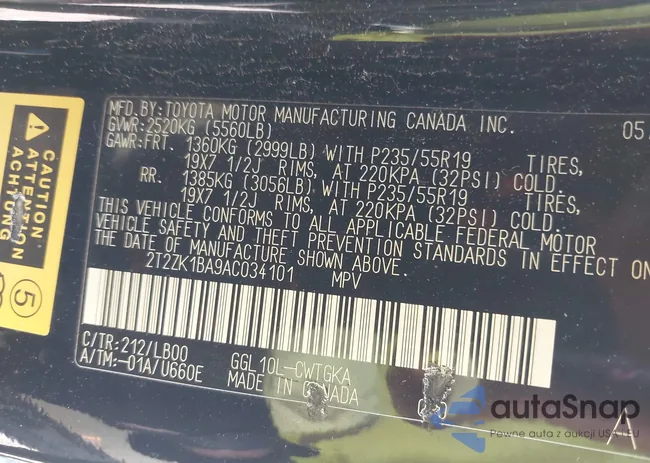 MFD.BY:TOYOTA MOTOR MANUFACTURING CANADA INC. 05
GVWR:2520KG (5560LB)
GAWR:FRT. 1360KG (2999LB) WITH P235/55R19 TIRES,
19X7 1/2J RIMS, AT 220KPA (32PSI) COLD.
RR. 1385KG (3056LB) WITH P235/55R19 TIRES,
19X7 1/2J RIMS, AT 220KPA (32PSI) COLD.
THIS VEHICLE CONFORMS TO ALL APPLICABLE FEDERAL MOTOR
VEHICLE SAFETY AND THEFT PREVENTION STANDARDS IN EFFECT ON
THE DATE OF MANUFACTURE SHOWN ABOVE.
2T2ZK1BA9AC034101 MPV
C/TR:212/LB00 GGL10L-CWTGKA
A/TM:-01A/U660E MADE IN CANADA
A
CAUTION
ATTENTION
ACHTUNG
5
autoSnap
Pewne auta z aukcji USA i EU